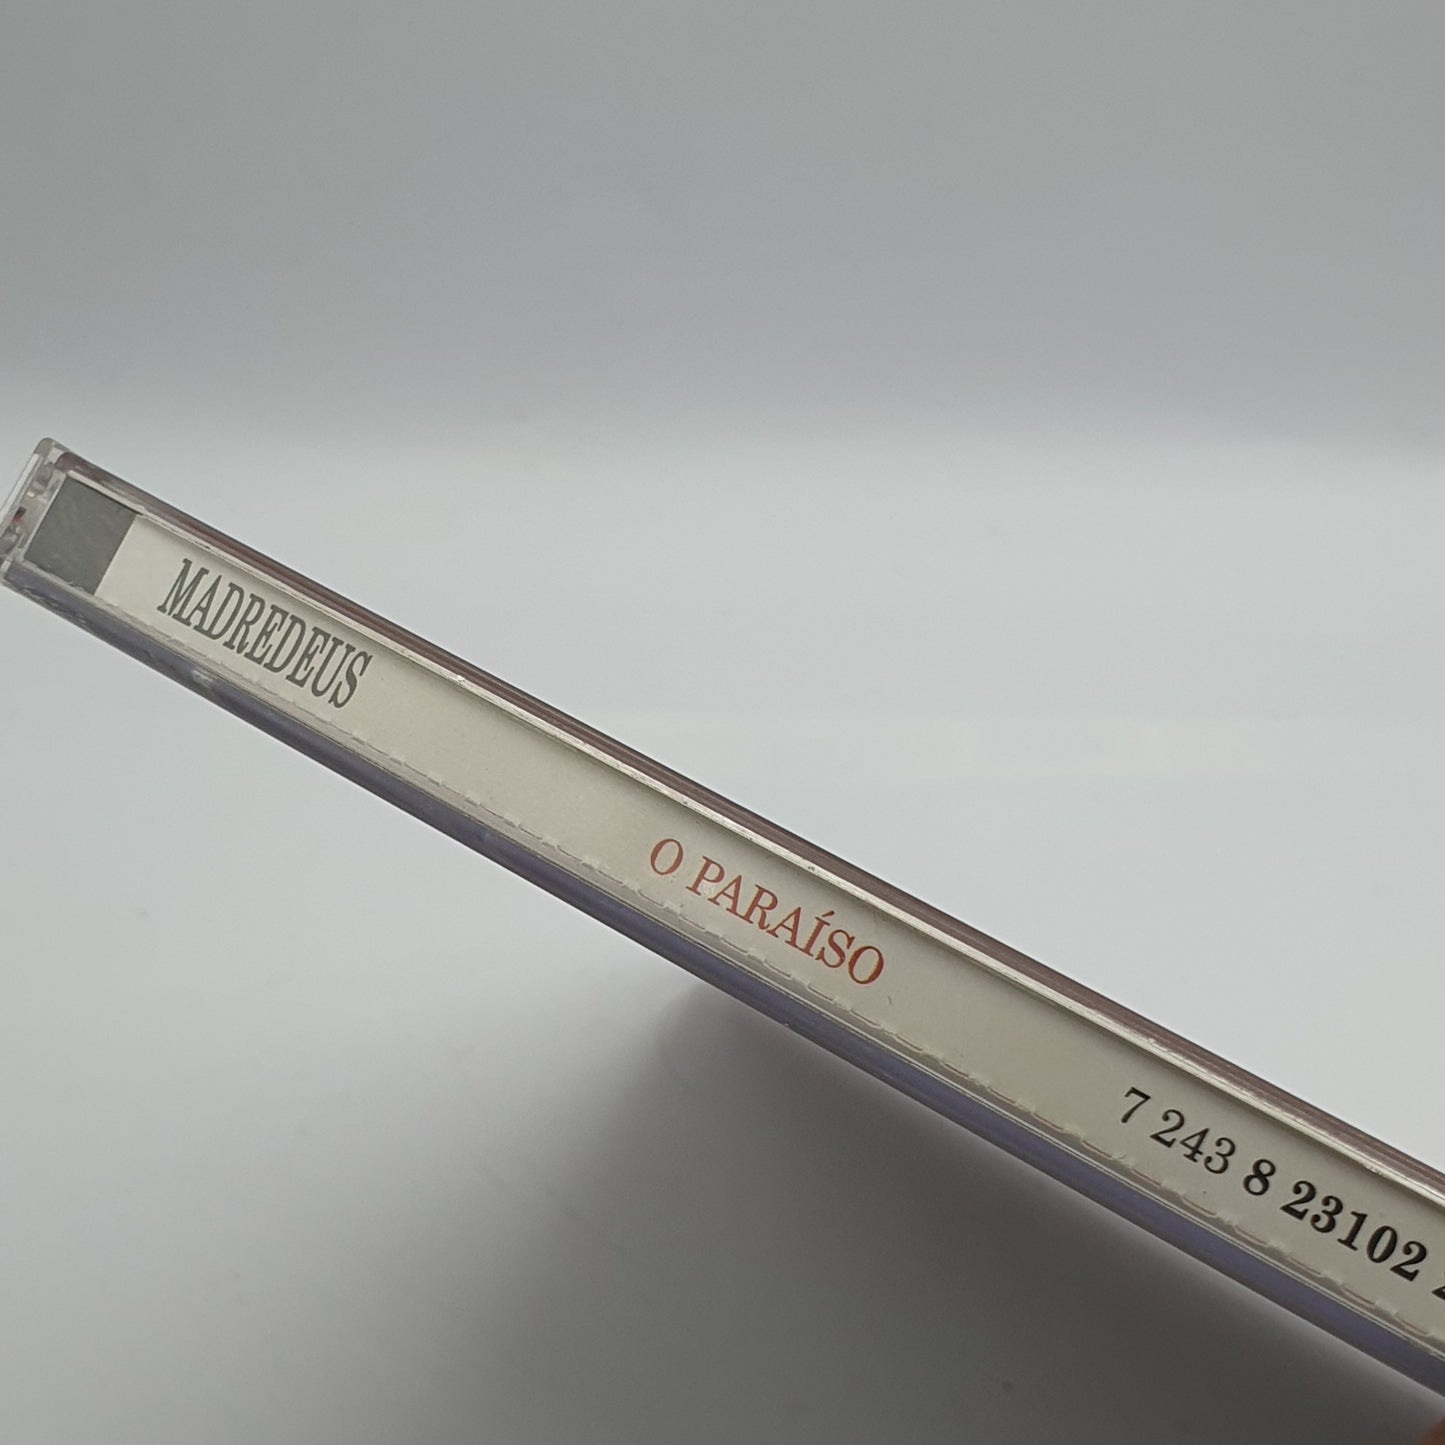 MADREDEUS
O PARAÍSO
7 243 8 23102